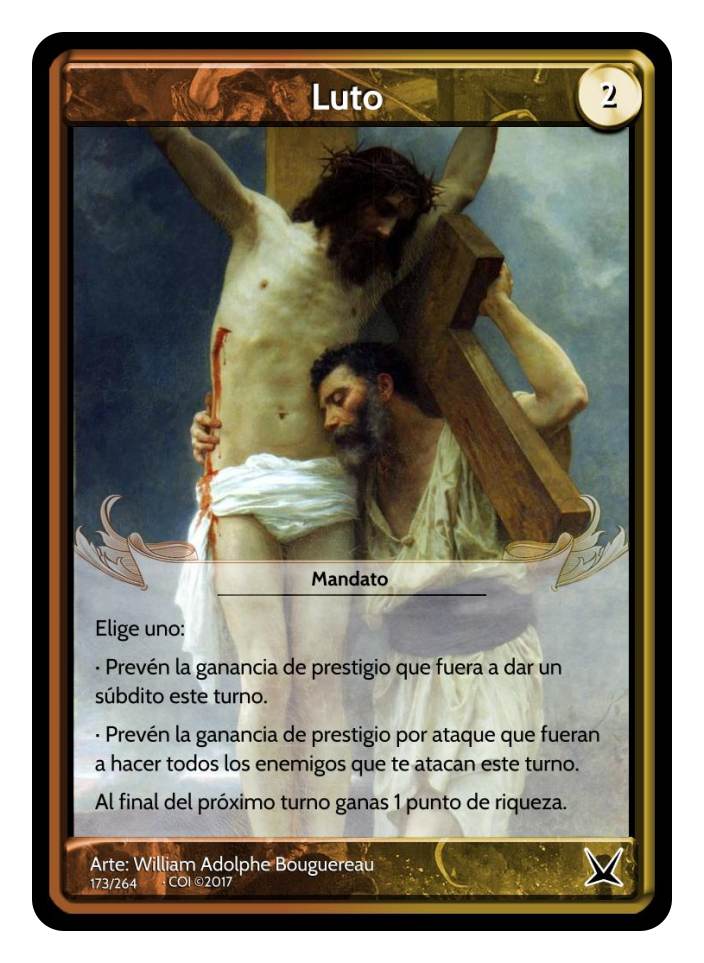 Luto
2
Mandato
Elige uno:
· Prevén la ganancia de prestigio que fuera a dar un
súbdito este turno.
· Prevén la ganancia de prestigio por ataque que fueran
a hacer todos los enemigos que te atacan este turno.
Al final del próximo turno ganas 1 punto de riqueza.
Arte: William Adolphe Bouguereau
173/264 · COI ©2017